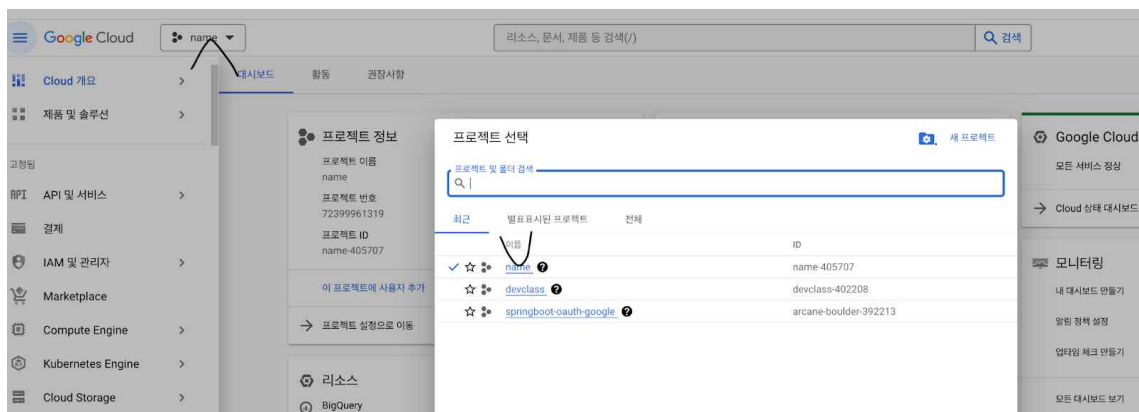 Google Cloud
name
리소스, 문서, 제품 등 검색(/)
검색
Cloud 개요
제품 및 솔루션
고정됨
API
API 및 서비스
결제
IAM 및 관리자
Marketplace
Compute Engine
Kubernetes Engine
Cloud Storage
대시보드
활동
권장사항
프로젝트 정보
프로젝트 이름
name
프로젝트 번호
72399961319
프로젝트 ID
name-405707
이 프로젝트에 사용자 추가
프로젝트 설정으로 이동
리소스
BigQuery
프로젝트 선택
새 프로젝트
프로젝트 및 폴더 검색
최근
별표표시된 프로젝트
전체
이름
ID
name
name-405707
devclass
devclass-402208
springboot-oauth-google
arcane-boulder-392213
Google Cloud
모든 서비스 정상
Cloud 상태 대시보드
모니터링
내 대시보드 만들기
알림 정책 설정
업타임 체크 만들기
모든 대시보드 보기